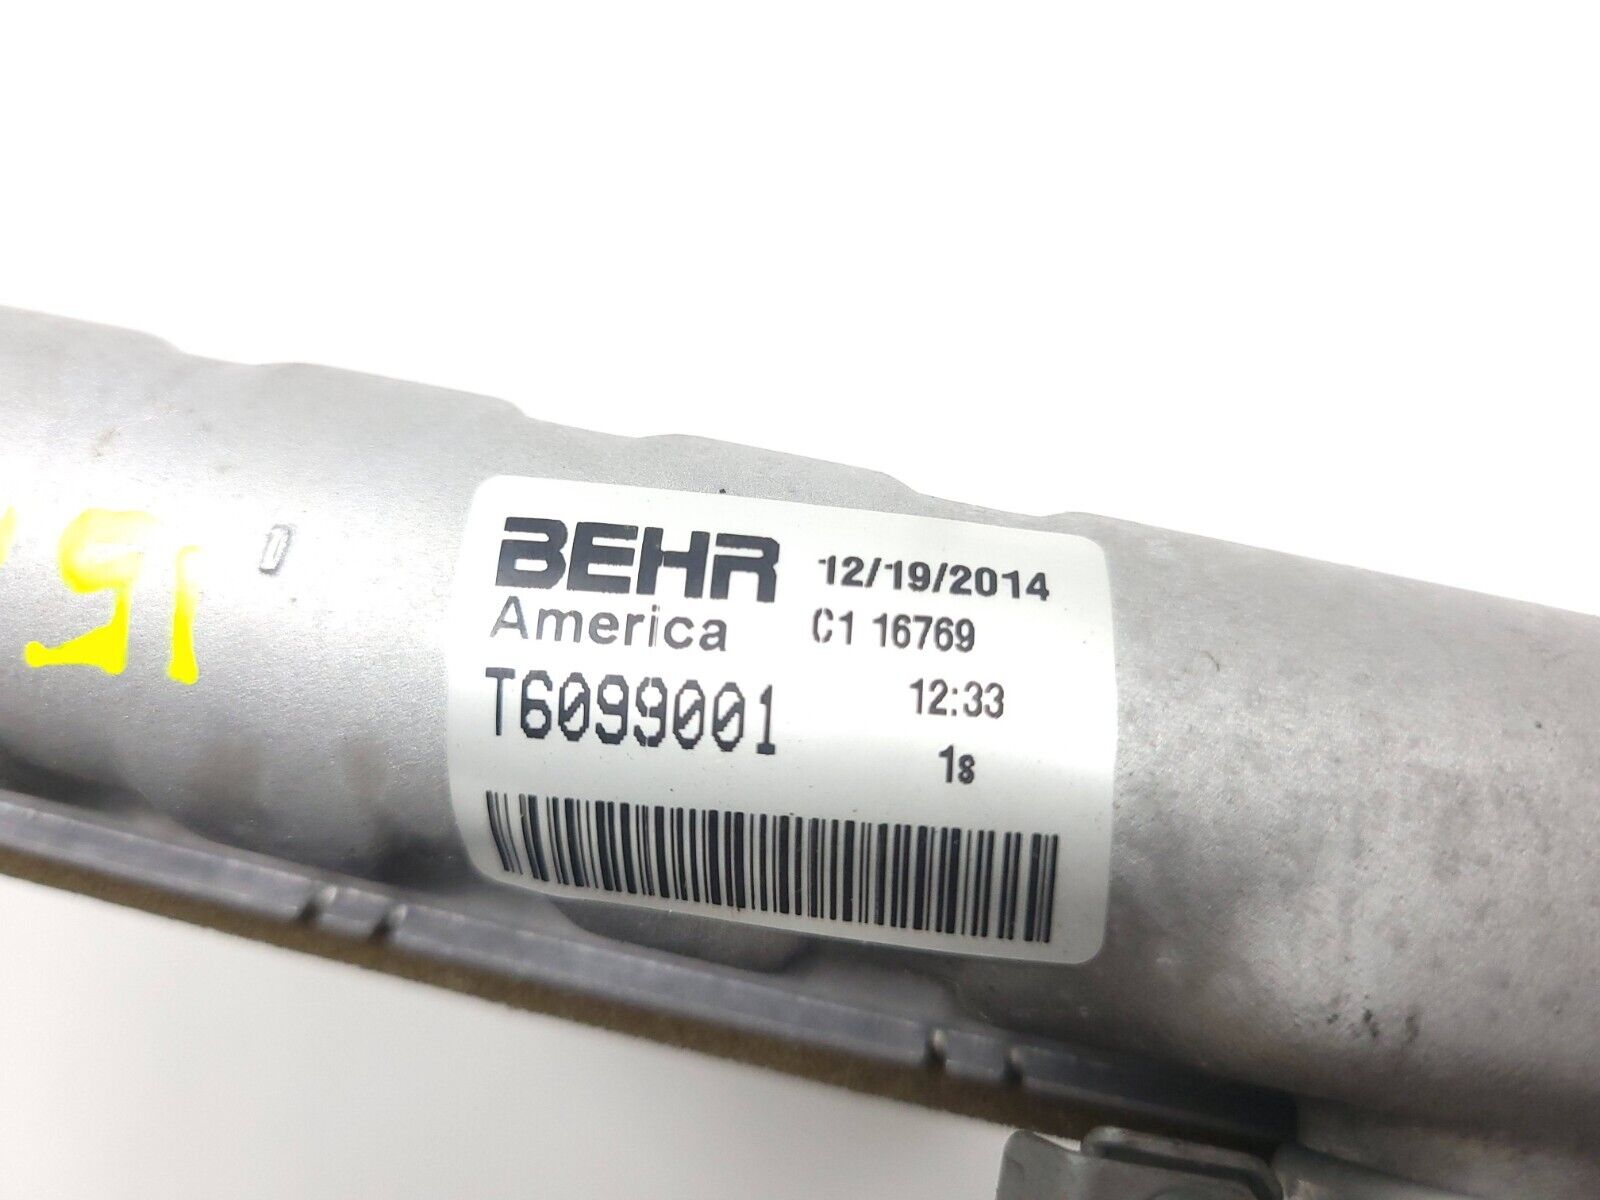 BEHR 12/19/2014
America C1 16769
T6099001 12:33
1s